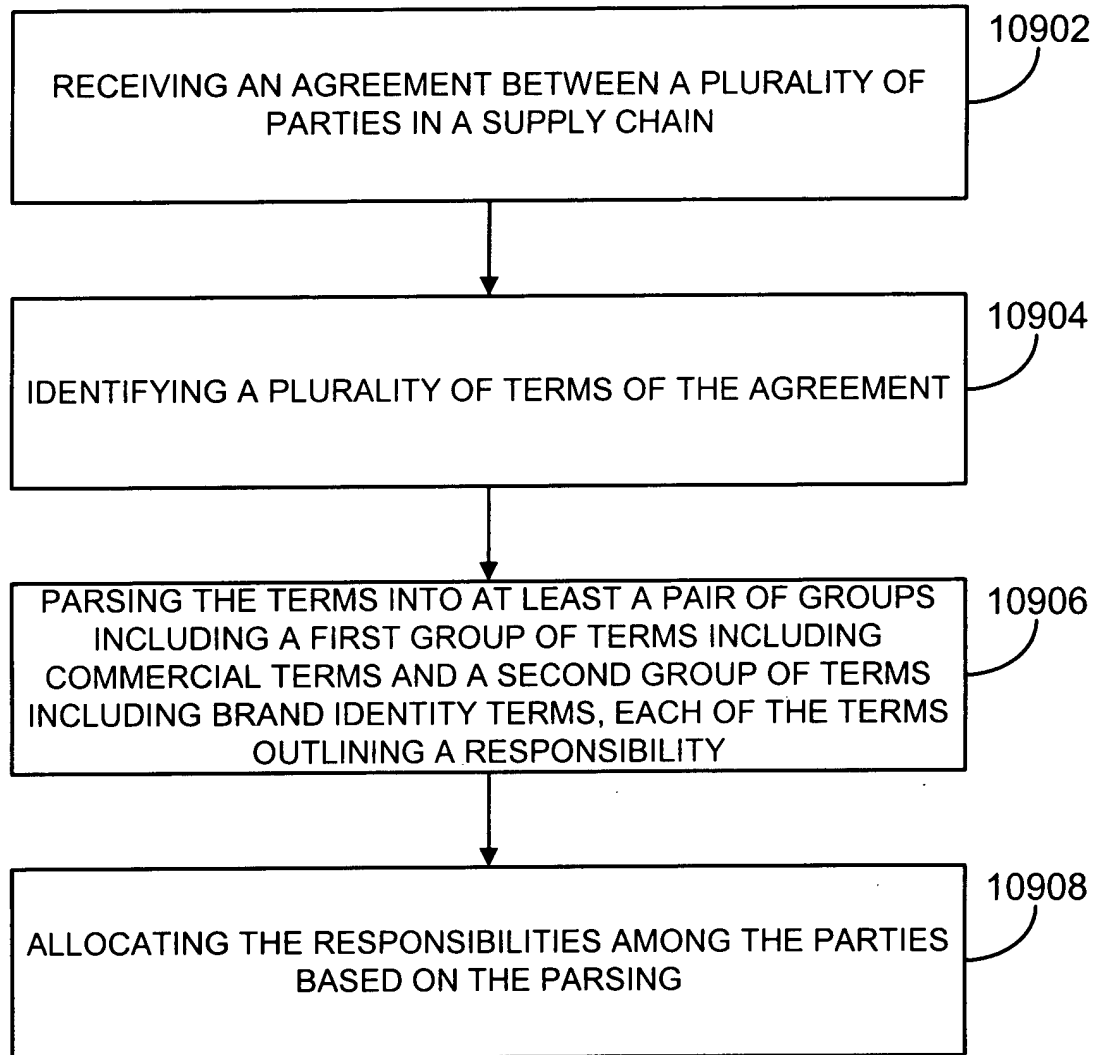 10902
RECEIVING AN AGREEMENT BETWEEN A PLURALITY OF
PARTIES IN A SUPPLY CHAIN
10904
IDENTIFYING A PLURALITY OF TERMS OF THE AGREEMENT
10906
PARSING THE TERMS INTO AT LEAST A PAIR OF GROUPS
INCLUDING A FIRST GROUP OF TERMS INCLUDING
COMMERCIAL TERMS AND A SECOND GROUP OF TERMS
INCLUDING BRAND IDENTITY TERMS, EACH OF THE TERMS
OUTLINING A RESPONSIBILITY
10908
ALLOCATING THE RESPONSIBILITIES AMONG THE PARTIES
BASED ON THE PARSING